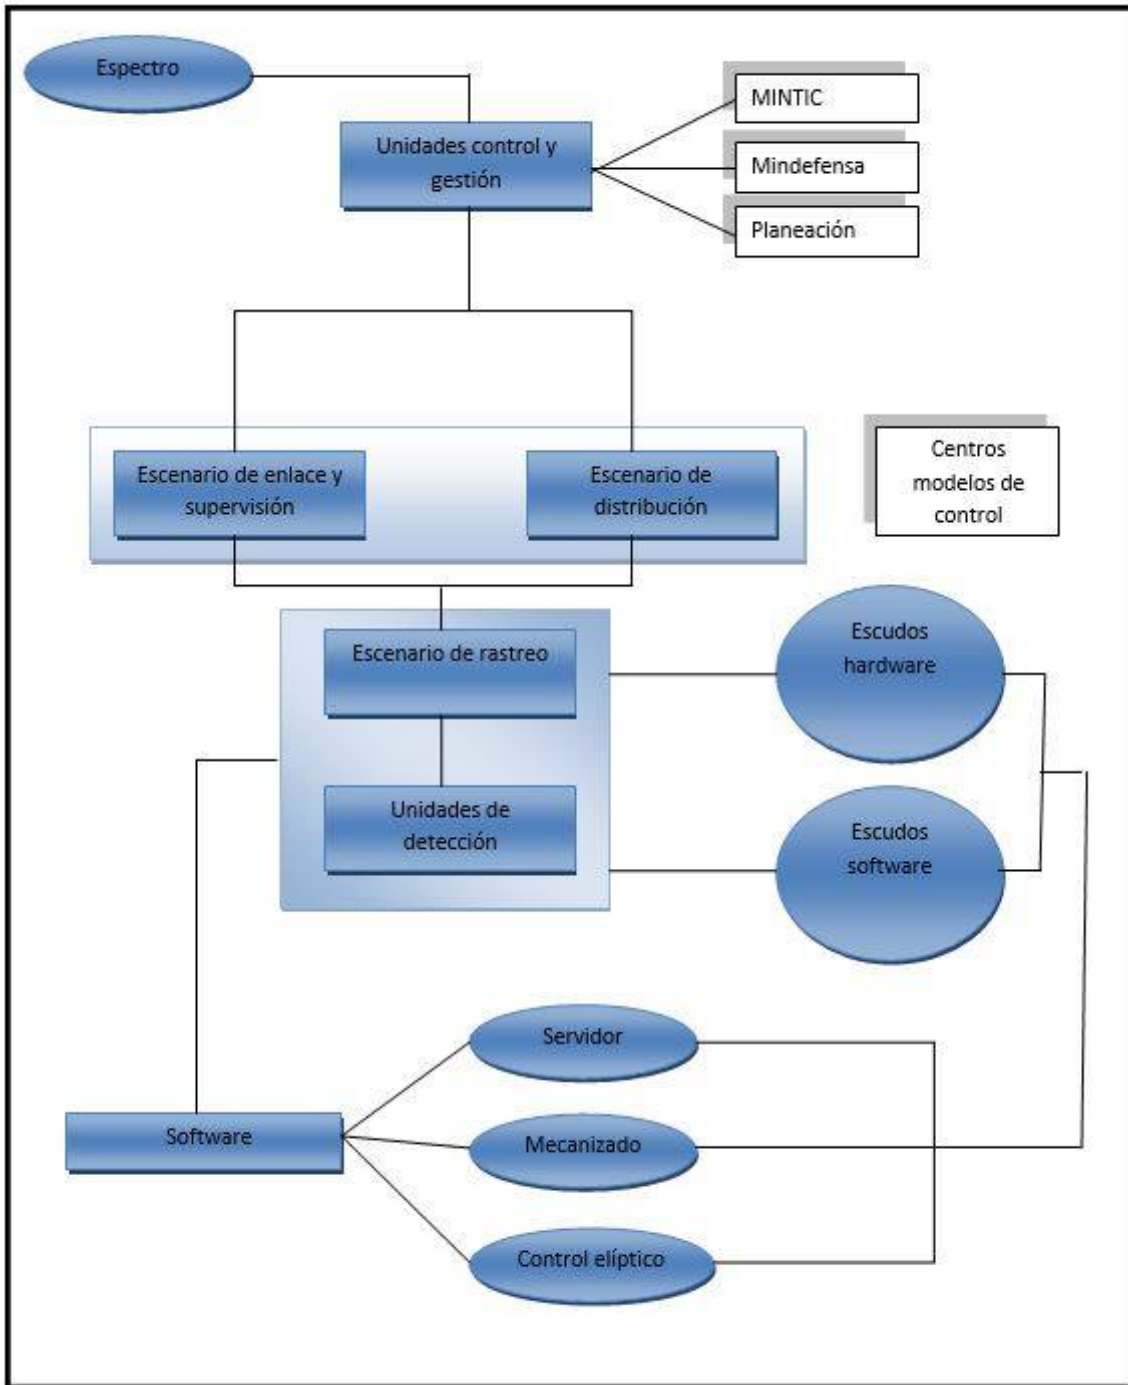 Espectro
Unidades control y
gestión
MINTIC
Mindefensa
Planeación
Escenario de enlace y
supervisión
Escenario de
distribución
Centros
modelos de
control
Escenario de rastreo
Unidades de
detección
Escudos
hardware
Escudos
software
Servidor
Software
Mecanizado
Control elíptico